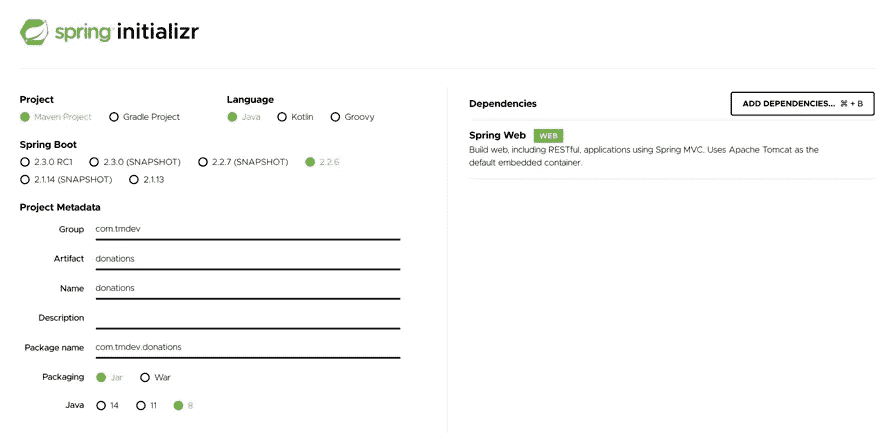 spring initializr
Project
Maven Project Gradle Project
Language
Java Kotlin Groovy
Spring Boot
2.3.0 RC1 2.3.0 (SNAPSHOT) 2.2.7 (SNAPSHOT) 2.2.6
2.1.14 (SNAPSHOT) 2.1.13
Project Metadata
Group com.tmdev
Artifact donations
Name donations
Description
Package name com.tmdev.donations
Packaging Jar War
Java 14 11 8
Dependencies
ADD DEPENDENCIES... ⌘ + B
Spring Web WEB
Build web, including RESTful, applications using Spring MVC. Uses Apache Tomcat as the
default embedded container.